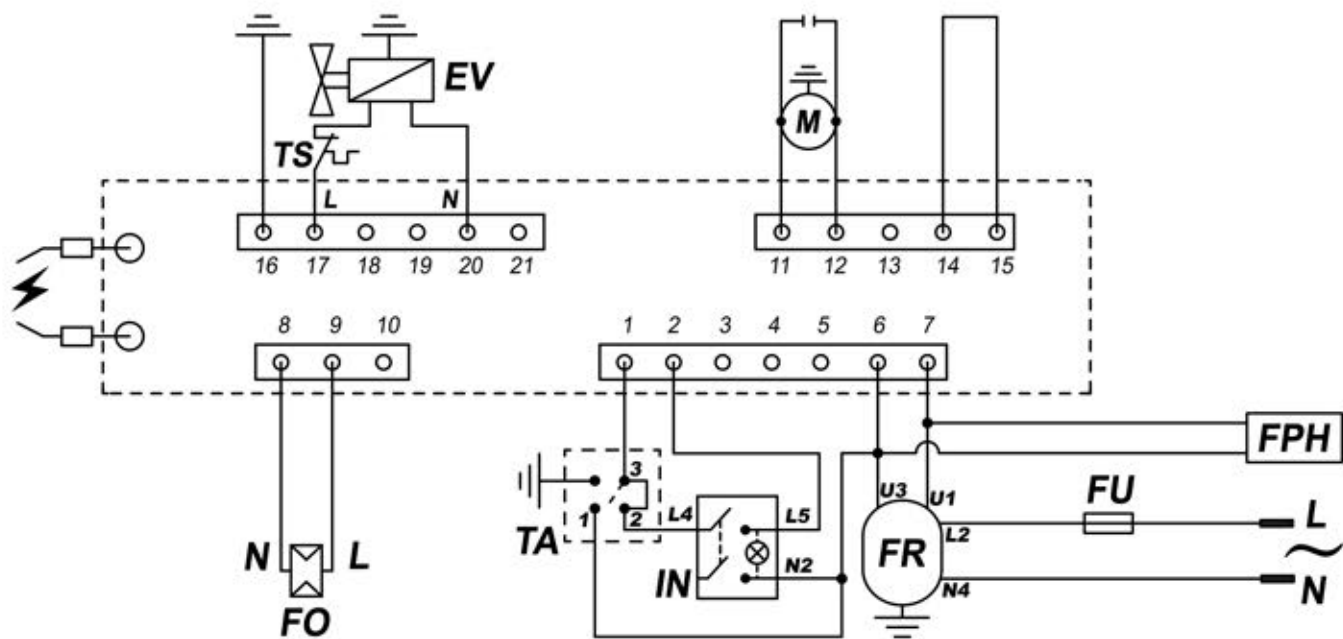 EV
M
TS
L N
16 17 18 19 20 21 11 12 13 14 15
8 9 10 1 2 3 4 5 6 7
FPH
3
U3 U1 FU
1 2 L4 L5 L2 L
TA FR ~
N L IN N2 N4 N
FO